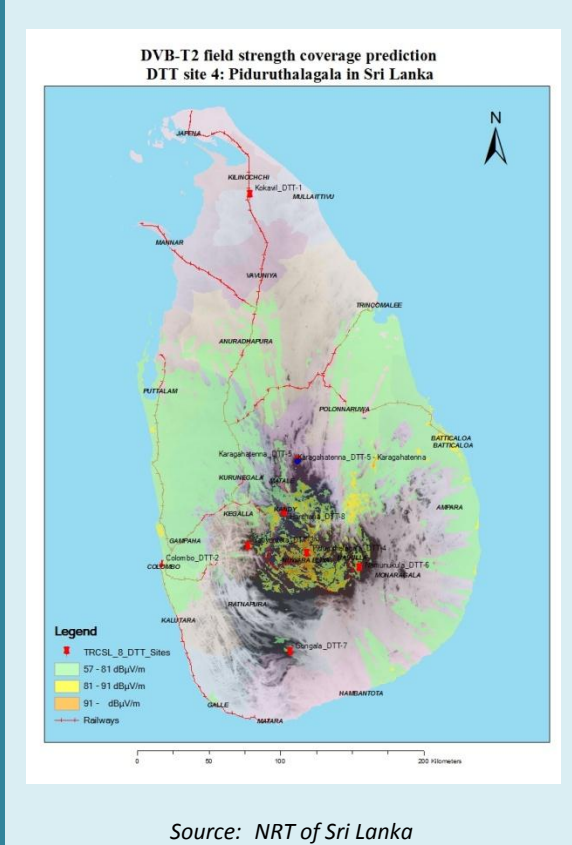 DVB-T2 field strength coverage prediction
DTT site 4: Piduruthalagala in Sri Lanka
N
JAFFNA
KILINOCHCHI
Kokavil_DTT-1
MULLAITTIVU
MANNAR
VAVUNIYA
TRINCOMALEE
ANURADHAPURA
PUTTALAM
POLONNARUWA
BATTICALOA
BATTICALOA
Karagahatenna_DTT-5
Karagahatenna_DTT-5 - Karagahatenna
KURUNEGALA
MATALE
AMPARA
KANDY
KEGALLA
GAMPAHA
Colombo_DTT-2
COLOMBO
MONARAGALA
RATNAPURA
KALUTARA
Legend
TRCSL_8_DTT_Sites
57 - 81 dBµV/m
81 - 91 dBµV/m
91 - dBµV/m
Railways
HAMBANTOTA
GALLE
MATARA
0 50 100 200 Kilometers
Source: NRT of Sri Lanka